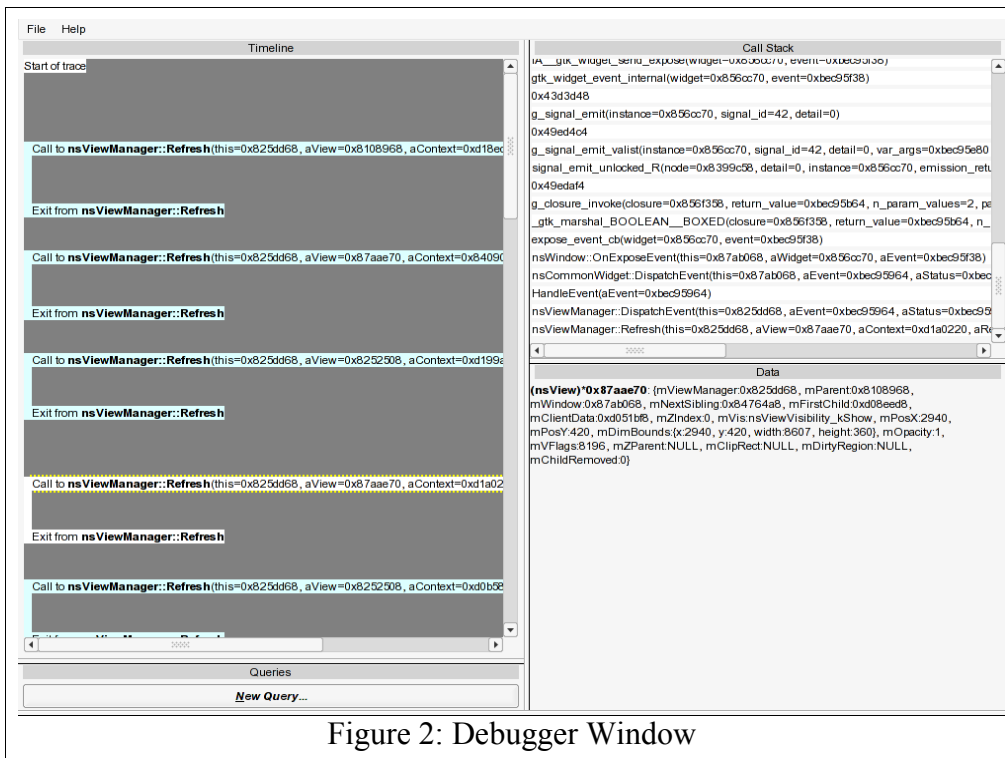 File Help
Timeline
Start of trace
Call to nsViewManager::Refresh(this=0x825dd68, aView=0x8108968, aContext=0xd18ec
Exit from nsViewManager::Refresh
Call to nsViewManager::Refresh(this=0x825dd68, aView=0x87aae70, aContext=0x84090
Exit from nsViewManager::Refresh
Call to nsViewManager::Refresh(this=0x825dd68, aView=0x8252508, aContext=0xd199a
Exit from nsViewManager::Refresh
Call to nsViewManager::Refresh(this=0x825dd68, aView=0x87aae70, aContext=0xd1a02
Exit from nsViewManager::Refresh
Call to nsViewManager::Refresh(this=0x825dd68, aView=0x8252508, aContext=0xd0b58
Queries
New Query...
Call Stack
IA__gtk_widget_send_expose(widget=0x856cc70, event=0xbec95f38)
gtk_widget_event_internal(widget=0x856cc70, event=0xbec95f38)
0x43d3d48
g_signal_emit(instance=0x856cc70, signal_id=42, detail=0)
0x49ed4c4
g_signal_emit_valist(instance=0x856cc70, signal_id=42, detail=0, var_args=0xbec95e80
signal_emit_unlocked_R(node=0x8399c58, detail=0, instance=0x856cc70, emission_retu
0x49edaf4
g_closure_invoke(closure=0x856f358, return_value=0xbec95b64, n_param_values=2, pa
_gtk_marshal_BOOLEAN__BOXED(closure=0x856f358, return_value=0xbec95b64, n_
expose_event_cb(widget=0x856cc70, event=0xbec95f38)
nsWindow::OnExposeEvent(this=0x87ab068, aWidget=0x856cc70, aEvent=0xbec95f38)
nsCommonWidget::DispatchEvent(this=0x87ab068, aEvent=0xbec95964, aStatus=0xbec
HandleEvent(aEvent=0xbec95964)
nsViewManager::DispatchEvent(this=0x825dd68, aEvent=0xbec95964, aStatus=0xbec95
nsViewManager::Refresh(this=0x825dd68, aView=0x87aae70, aContext=0xd1a0220, aRe
Data
(nsView)*0x87aae70: {mViewManager:0x825dd68, mParent:0x8108968,
mWindow:0x87ab068, mNextSibling:0x84764a8, mFirstChild:0xd08eed8,
mClientData:0xd051bf8, mZIndex:0, mVis:nsViewVisibility_kShow, mPosX:2940,
mPosY:420, mDimBounds:{x:2940, y:420, width:8607, height:360}, mOpacity:1,
mVFlags:8196, mZParent:NULL, mClipRect:NULL, mDirtyRegion:NULL,
mChildRemoved:0}
Figure 2: Debugger Window